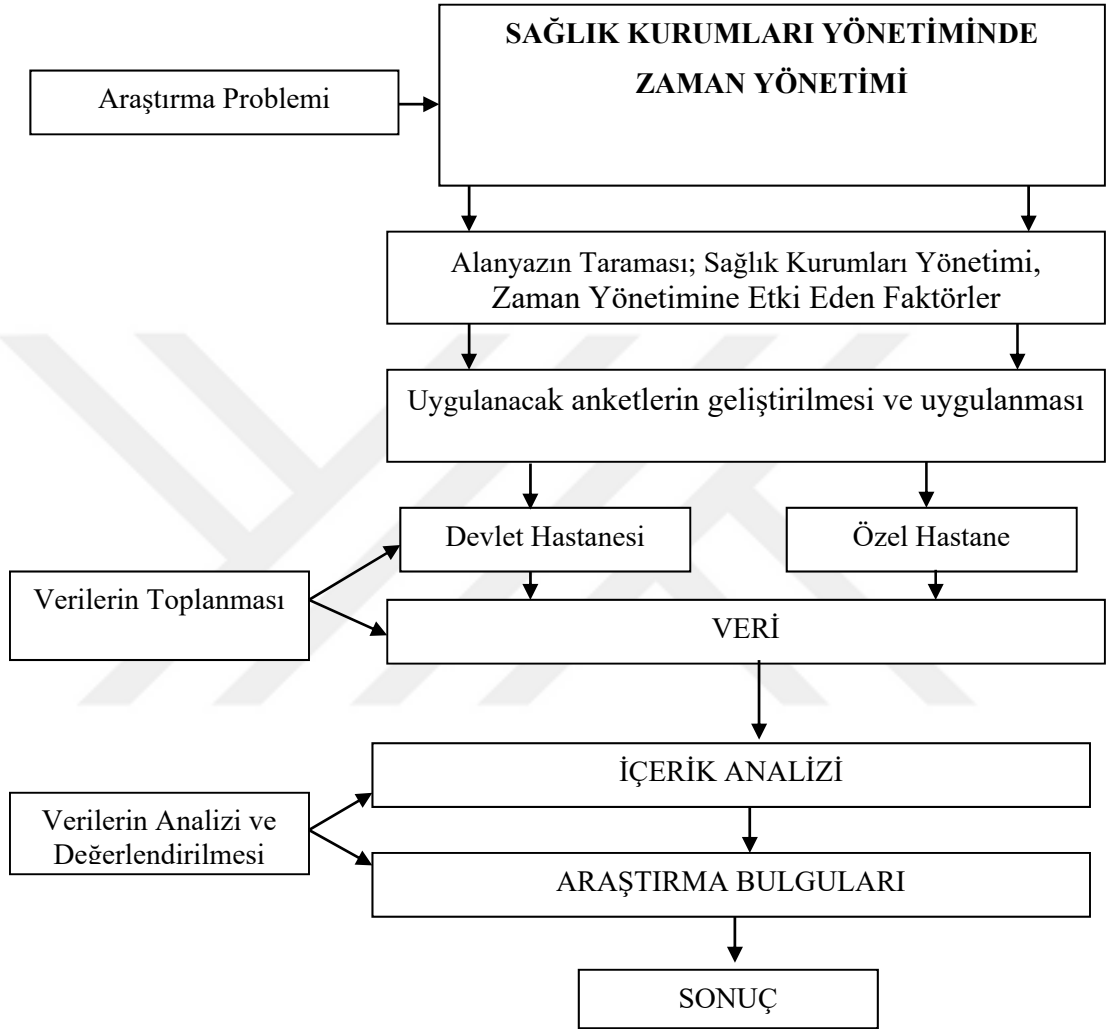 SAĞLIK KURUMLARI YÖNETİMİNDE
ZAMAN YÖNETİMİ
Araştırma Problemi
Alanyazın Taraması; Sağlık Kurumları Yönetimi,
Zaman Yönetimine Etki Eden Faktörler
Uygulanacak anketlerin geliştirilmesi ve uygulanması
Devlet Hastanesi
Özel Hastane
Verilerin Toplanması
VERİ
İÇERİK ANALİZİ
Verilerin Analizi ve
Değerlendirilmesi
ARAŞTIRMA BULGULARI
SONUÇ